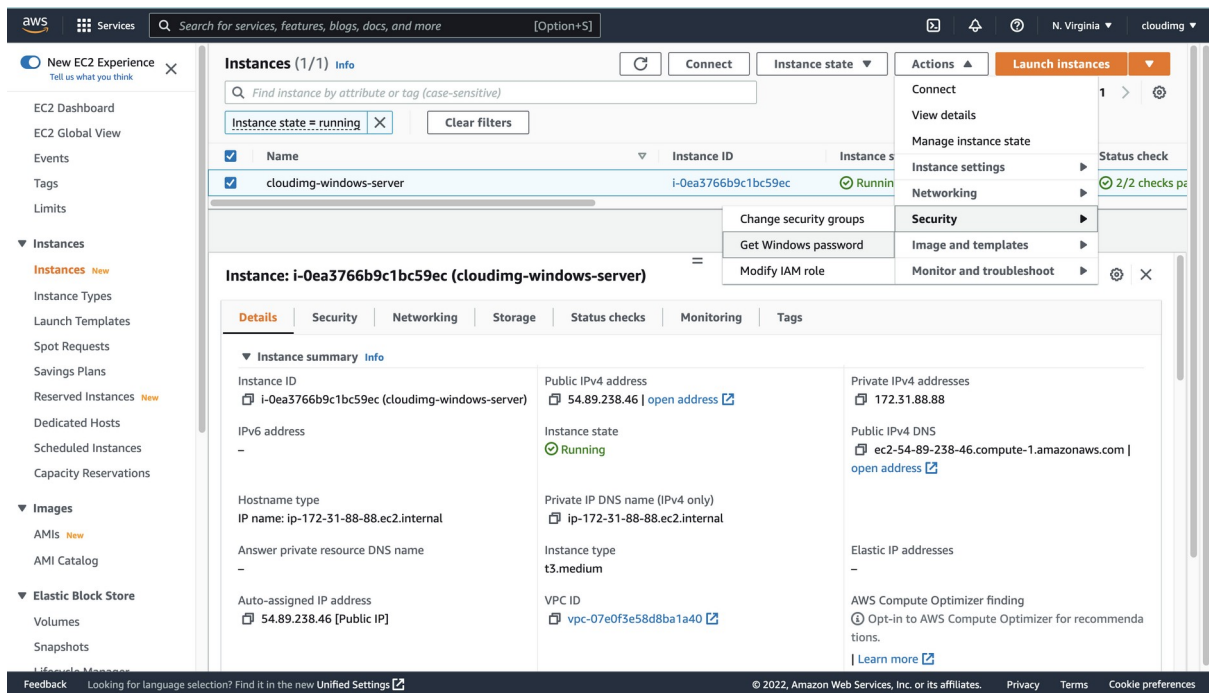 aws Services Search for services, features, blogs, docs, and more [Option+S] N. Virginia ▼ cloudimg ▼
New EC2 Experience
Tell us what you think
EC2 Dashboard
EC2 Global View
Events
Tags
Limits
Instances
Instances New
Instance Types
Launch Templates
Spot Requests
Savings Plans
Reserved Instances New
Dedicated Hosts
Scheduled Instances
Capacity Reservations
Images
AMIs New
AMI Catalog
Elastic Block Store
Volumes
Snapshots
Lifecycle Manager
Instances (1/1) Info
Connect
Instance state ▼
Actions ▲
Launch instances ▼
Find instance by attribute or tag (case-sensitive)
1
Instance state = running
Clear filters
Name Instance ID Instance s Status check
cloudimg-windows-server i-0ea3766b9c1bc59ec Runnin 2/2 checks pa
Connect
View details
Manage instance state
Instance settings
Networking
Security
Image and templates
Monitor and troubleshoot
Change security groups
Get Windows password
Modify IAM role
Instance: i-0ea3766b9c1bc59ec (cloudimg-windows-server)
Details Security Networking Storage Status checks Monitoring Tags
Instance summary Info
Instance ID
i-0ea3766b9c1bc59ec (cloudimg-windows-server)
Public IPv4 address
54.89.238.46 | open address
Private IPv4 addresses
172.31.88.88
IPv6 address
–
Instance state
Running
Public IPv4 DNS
ec2-54-89-238-46.compute-1.amazonaws.com |
open address
Hostname type
IP name: ip-172-31-88-88.ec2.internal
Private IP DNS name (IPv4 only)
ip-172-31-88-88.ec2.internal
Answer private resource DNS name
–
Instance type
t3.medium
Elastic IP addresses
–
Auto-assigned IP address
54.89.238.46 [Public IP]
VPC ID
vpc-07e0f3e58d8ba1a40
AWS Compute Optimizer finding
Opt-in to AWS Compute Optimizer for recommenda
tions.
| Learn more
Feedback Looking for language selection? Find it in the new Unified Settings © 2022, Amazon Web Services, Inc. or its affiliates. Privacy Terms Cookie preferences